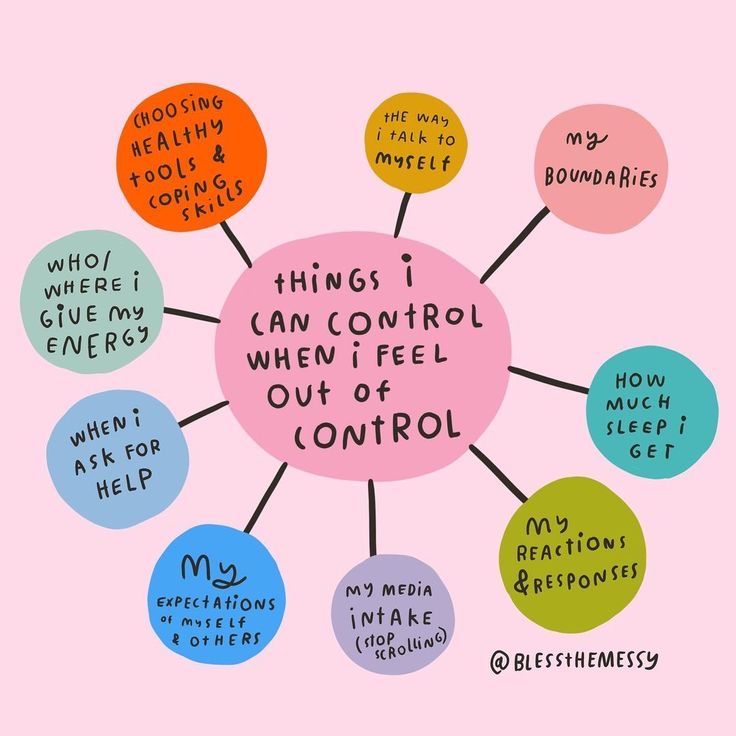 tHiNGS i
CAN CONtROL
WHEN i FEEL
OUt OF
CONtROL
CHOOSiNG
HEALtHY
tOOLS &
COPiNG
SKiLLS
tHE WAY
i tALK tO
MYSELF
MY
BOUNDARiES
HOW
MUCH
SLEEP i
GEt
MY
REACtiONS
& RESPONSES
MY MEDiA
iNtAKE
(StOP
SCROLLiNG)
MY
EXPECtAtiONS
OF MYSELF
& OtHERS
WHEN i
ASK FOR
HELP
WHO/
WHERE i
GiVE MY
ENERGY
@BLESStHEMESSY